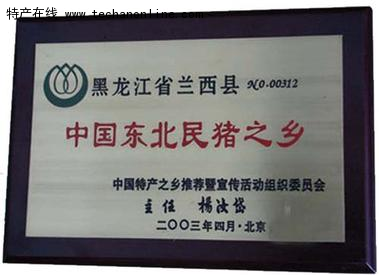 特产在线 www.techanonline.com
黑龙江省兰西县 NO.00312
中国东北民猪之乡
中国特产之乡推荐暨宣传活动组织委员会
主任 楊汝岱
二〇〇三年四月·北京